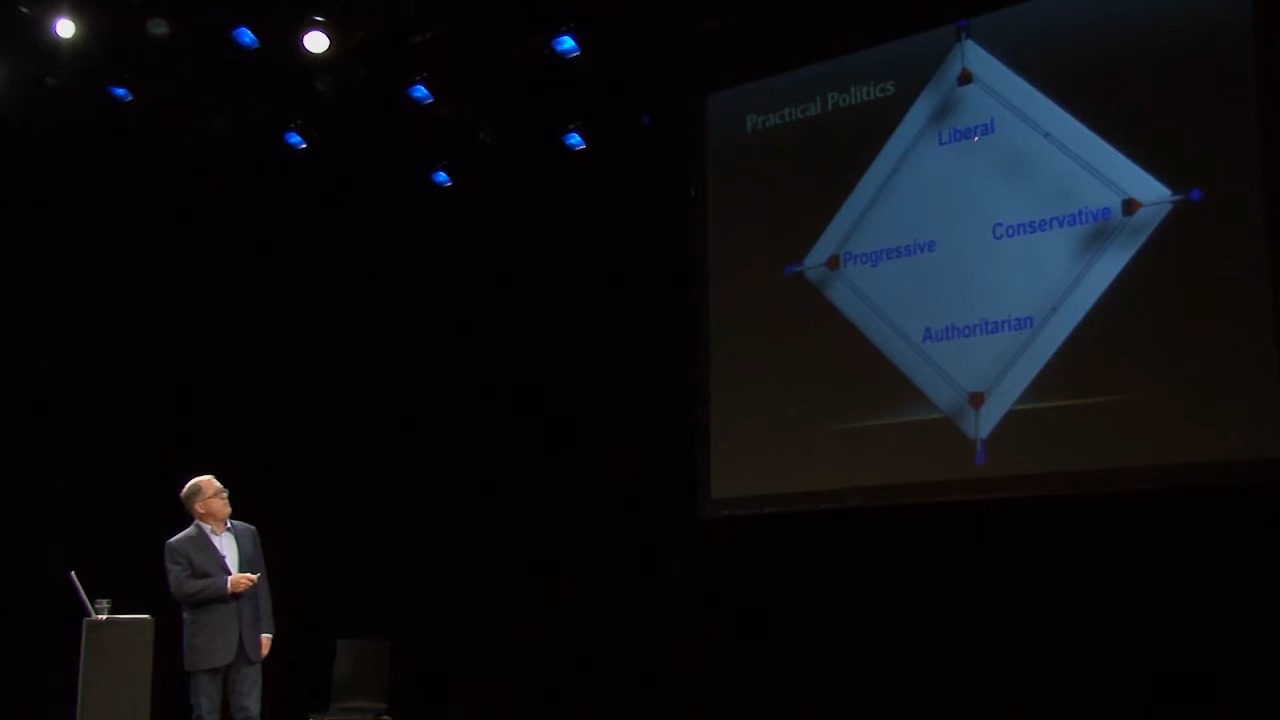 Practical Politics
Liberal
Conservative
Progressive
Authoritarian